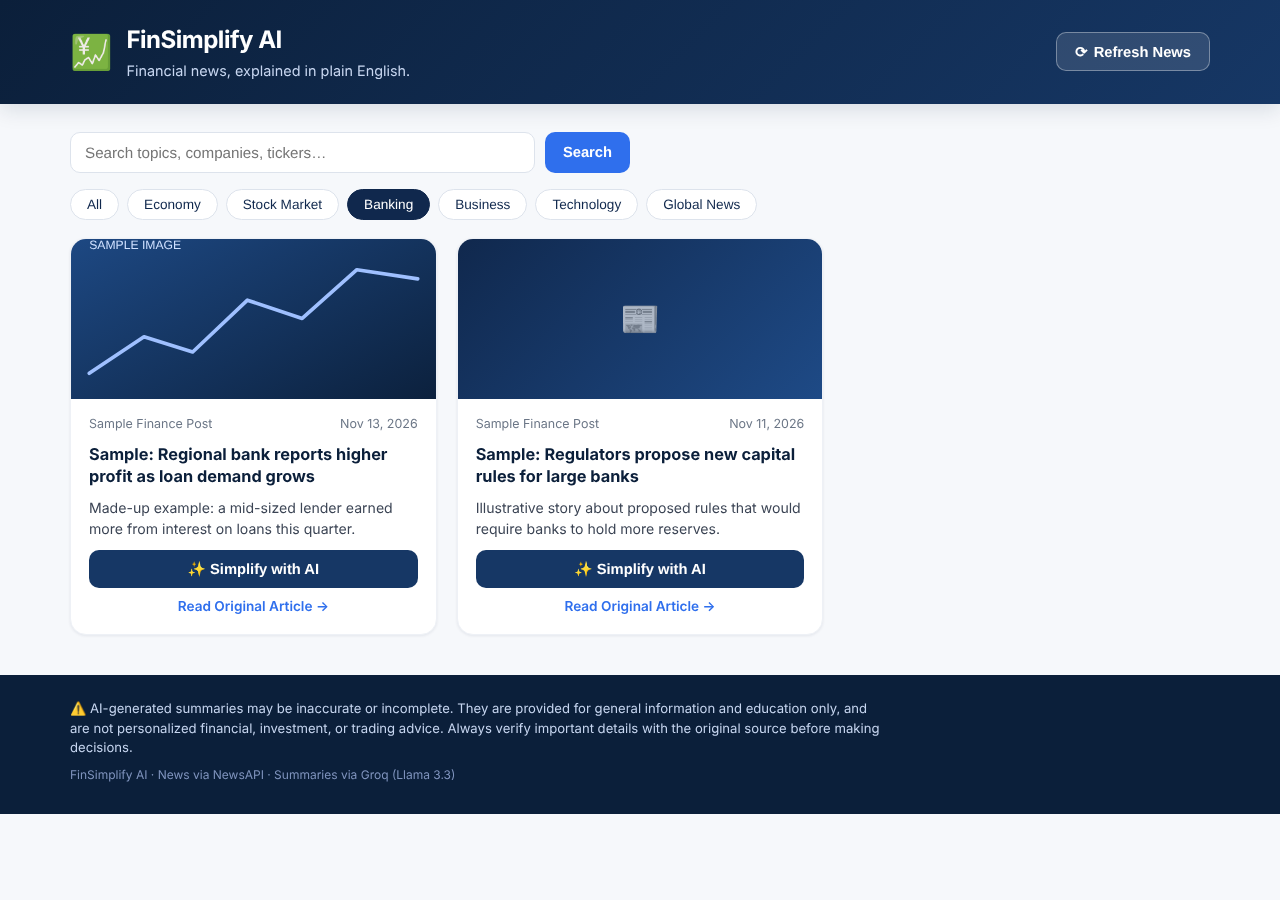 FinSimplify AI
Financial news, explained in plain English.
⟳ Refresh News
Search topics, companies, tickers…
Search
All
Economy
Stock Market
Banking
Business
Technology
Global News
SAMPLE IMAGE
Sample Finance Post
Nov 13, 2026
Sample: Regional bank reports higher
profit as loan demand grows
Made-up example: a mid-sized lender earned
more from interest on loans this quarter.
✨ Simplify with AI
Read Original Article →
Sample Finance Post
Nov 11, 2026
Sample: Regulators propose new capital
rules for large banks
Illustrative story about proposed rules that would
require banks to hold more reserves.
✨ Simplify with AI
Read Original Article →
⚠️ AI-generated summaries may be inaccurate or incomplete. They are provided for general information and education only, and
are not personalized financial, investment, or trading advice. Always verify important details with the original source before making
decisions.
FinSimplify AI · News via NewsAPI · Summaries via Groq (Llama 3.3)